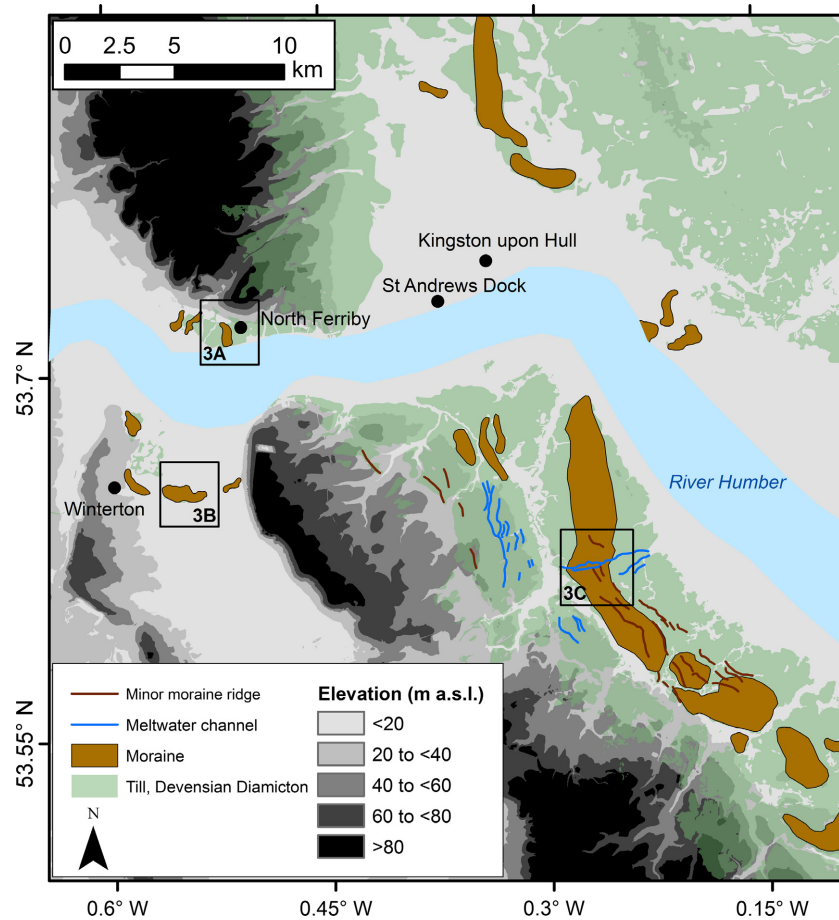 0 2.5 5 10
km
Kingston upon Hull
St Andrews Dock
North Ferriby
3A
53.7° N
River Humber
Winterton
3B
3C
53.55° N
Minor moraine ridge
Meltwater channel
Moraine
Till, Devensian Diamicton
N
Elevation (m a.s.l.)
<20
20 to <40
40 to <60
60 to <80
>80
0.6° W 0.45° W 0.3° W 0.15° W